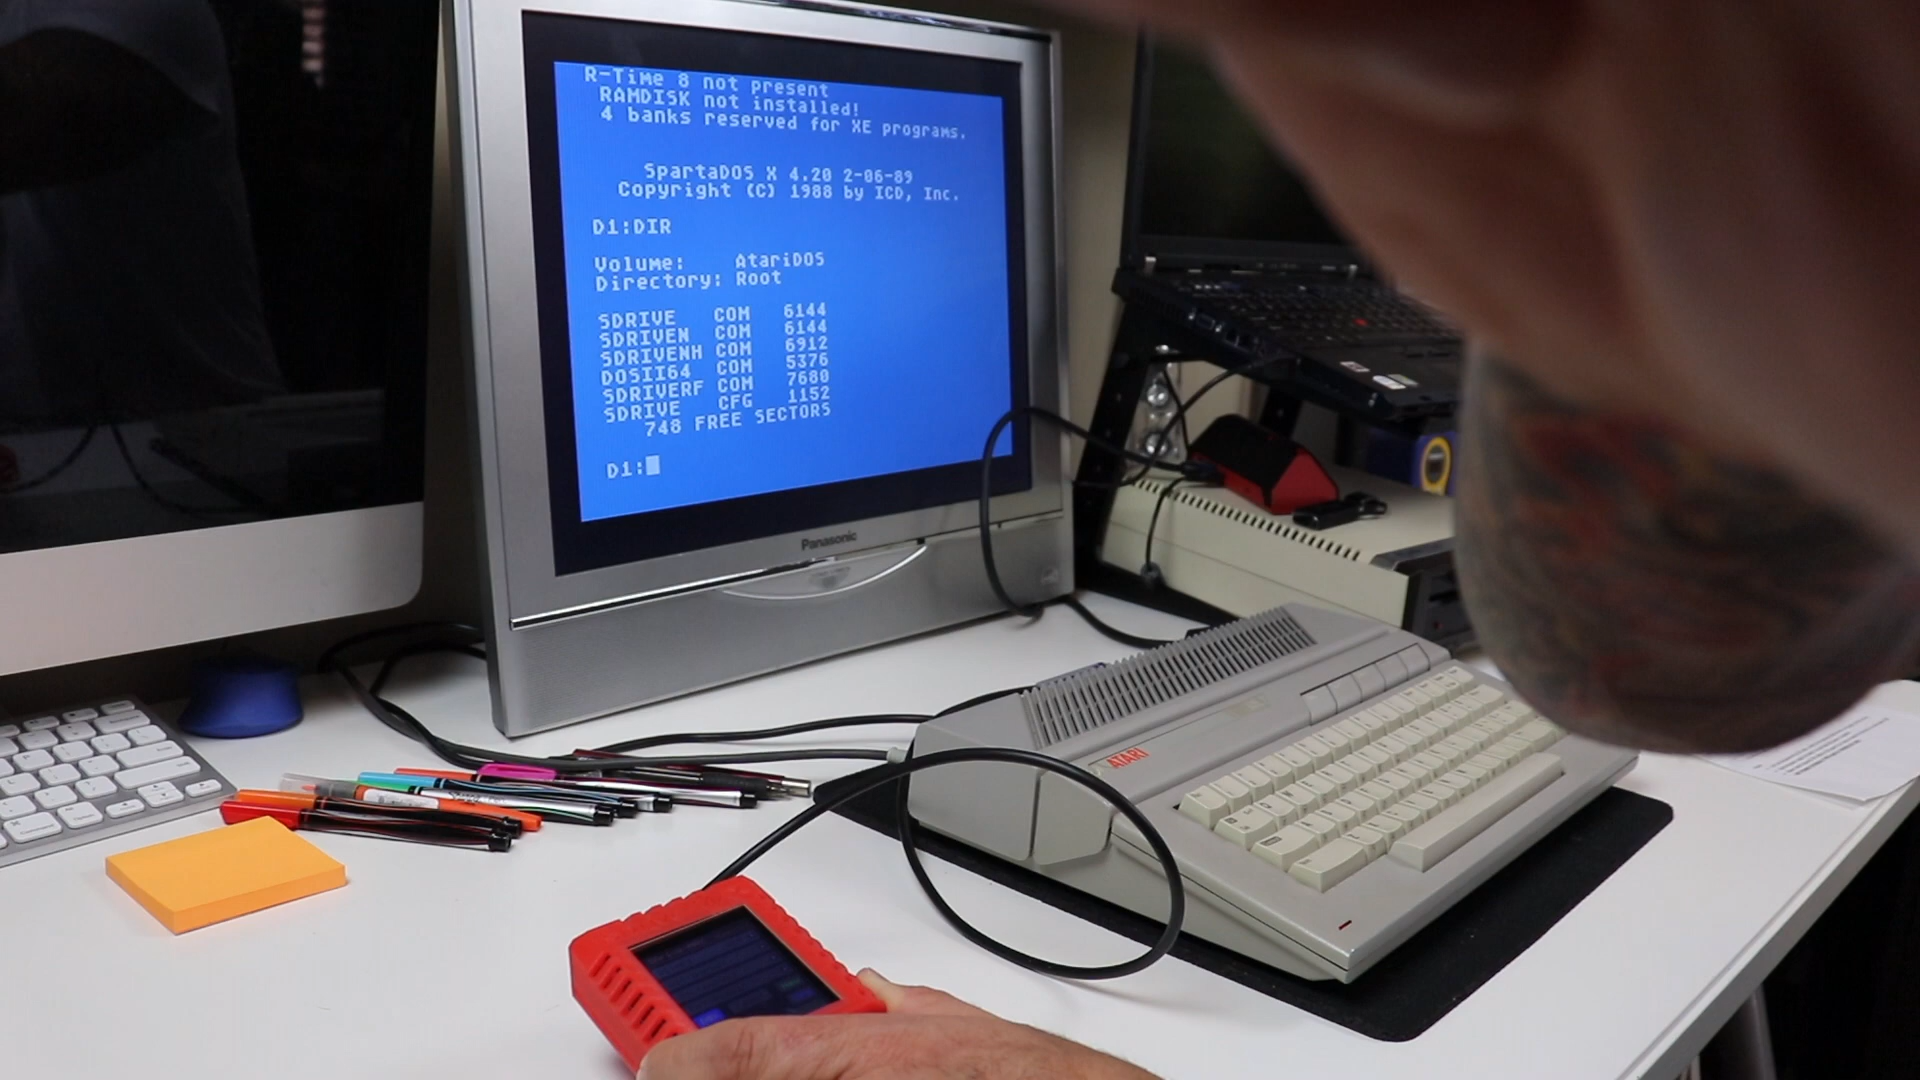 R-Time 8 not present
RAMDISK not installed!
4 banks reserved for XE programs.
SpartaDOS X 4.20 2-06-89
Copyright (C) 1988 by ICD, Inc.
D1:DIR
Volume: AtariDOS
Directory: Root
SDRIVE COM 6144
SDRIVEN COM 6144
SDRIVENH COM 6912
DOSII64 COM 5376
SDRIVERF COM 7680
SDRIVE CFG 1152
748 FREE SECTORS
D1:
Panasonic
ATARI